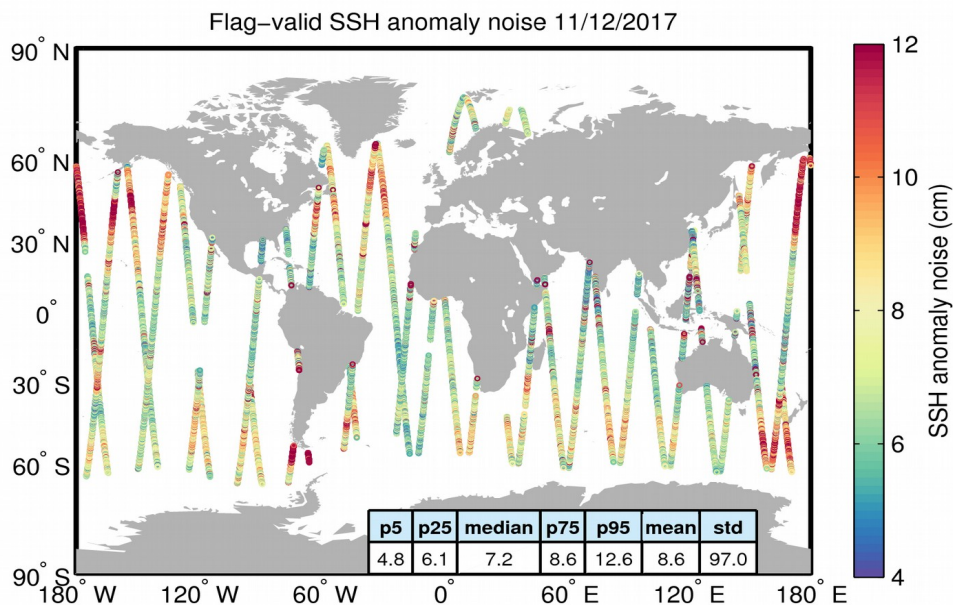 Flag−valid SSH anomaly noise 11/12/2017
90° N
60° N
30° N
0°
30° S
60° S
90° S
180° W
120° W
60° W
0°
60° E
120° E
180° E
p5 p25 median p75 p95 mean std
4.8 6.1 7.2 8.6 12.6 8.6 97.0
12
10
8
6
4
SSH anomaly noise (cm)